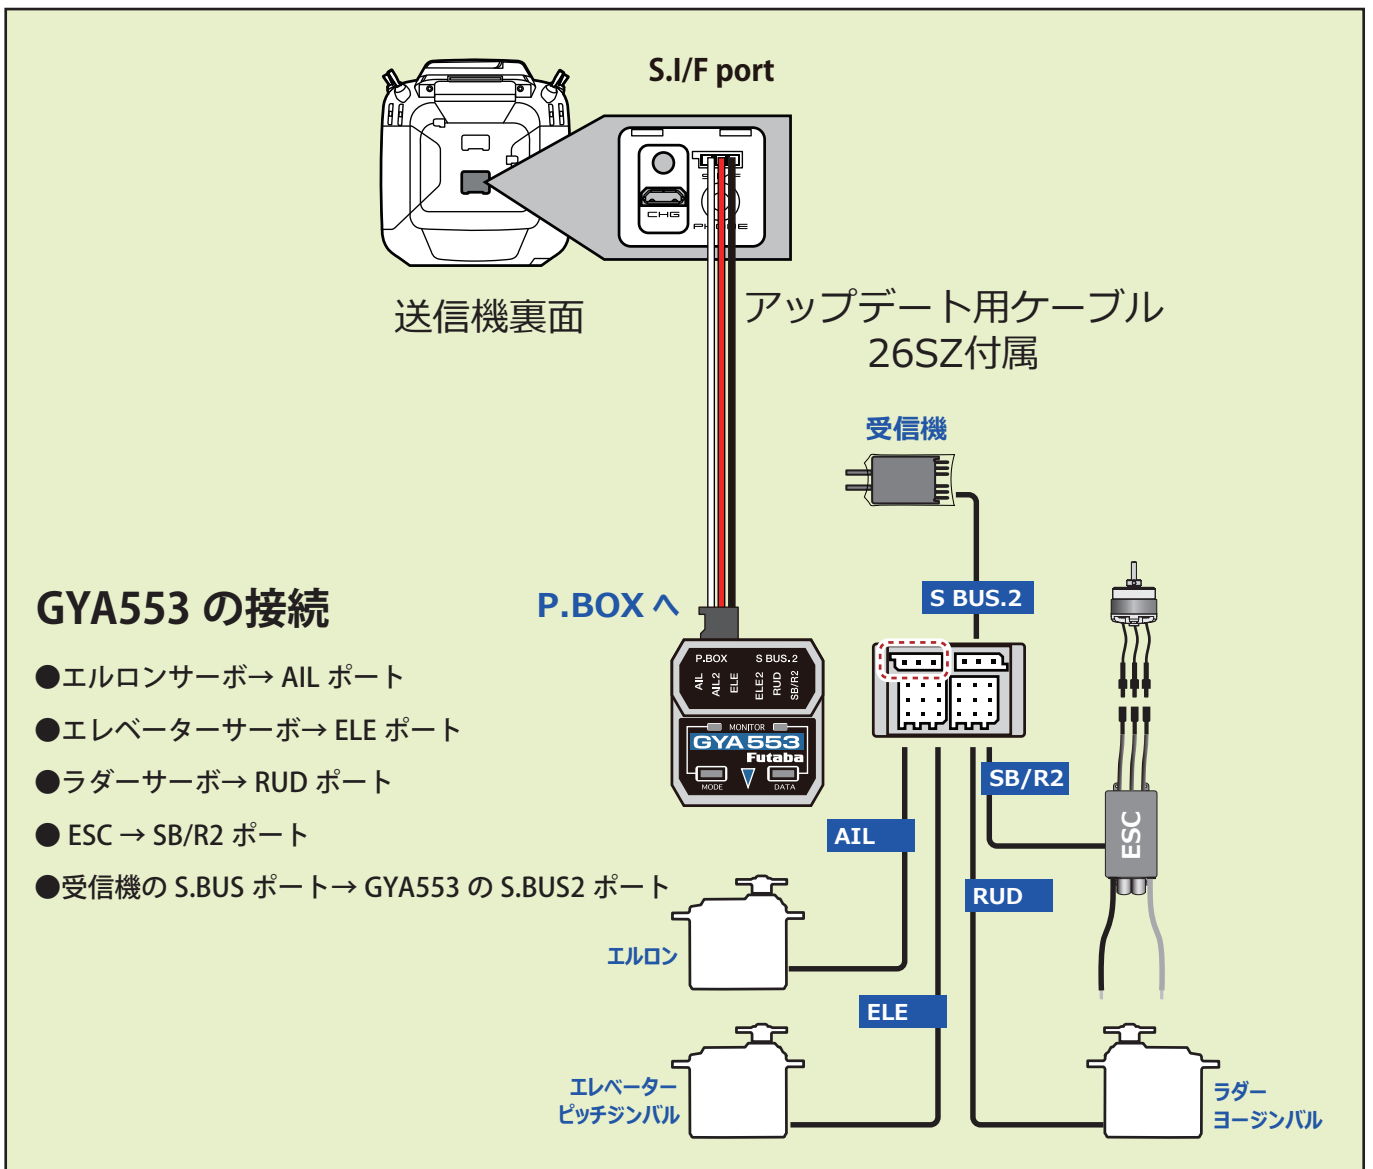 S.I/F port
CHG
送信機裏面
アップデート用ケーブル
26SZ付属
受信機
S BUS.2
P.BOX へ
GYA553 の接続
●エルロンサーボ→ AIL ポート
●エレベーターサーボ→ ELE ポート
●ラダーサーボ→ RUD ポート
● ESC → SB/R2 ポート
●受信機の S.BUS ポート→ GYA553 の S.BUS2 ポート
P.BOX S BUS.2
AIL
AIL2
ELE
ELE2
RUD
SB/R2
MONITOR
GYA553
Futaba
MODE DATA
SB/R2
ESC
AIL
RUD
エルロン
ELE
エレベーター
ピッチジンバル
ラダー
ヨージンバル